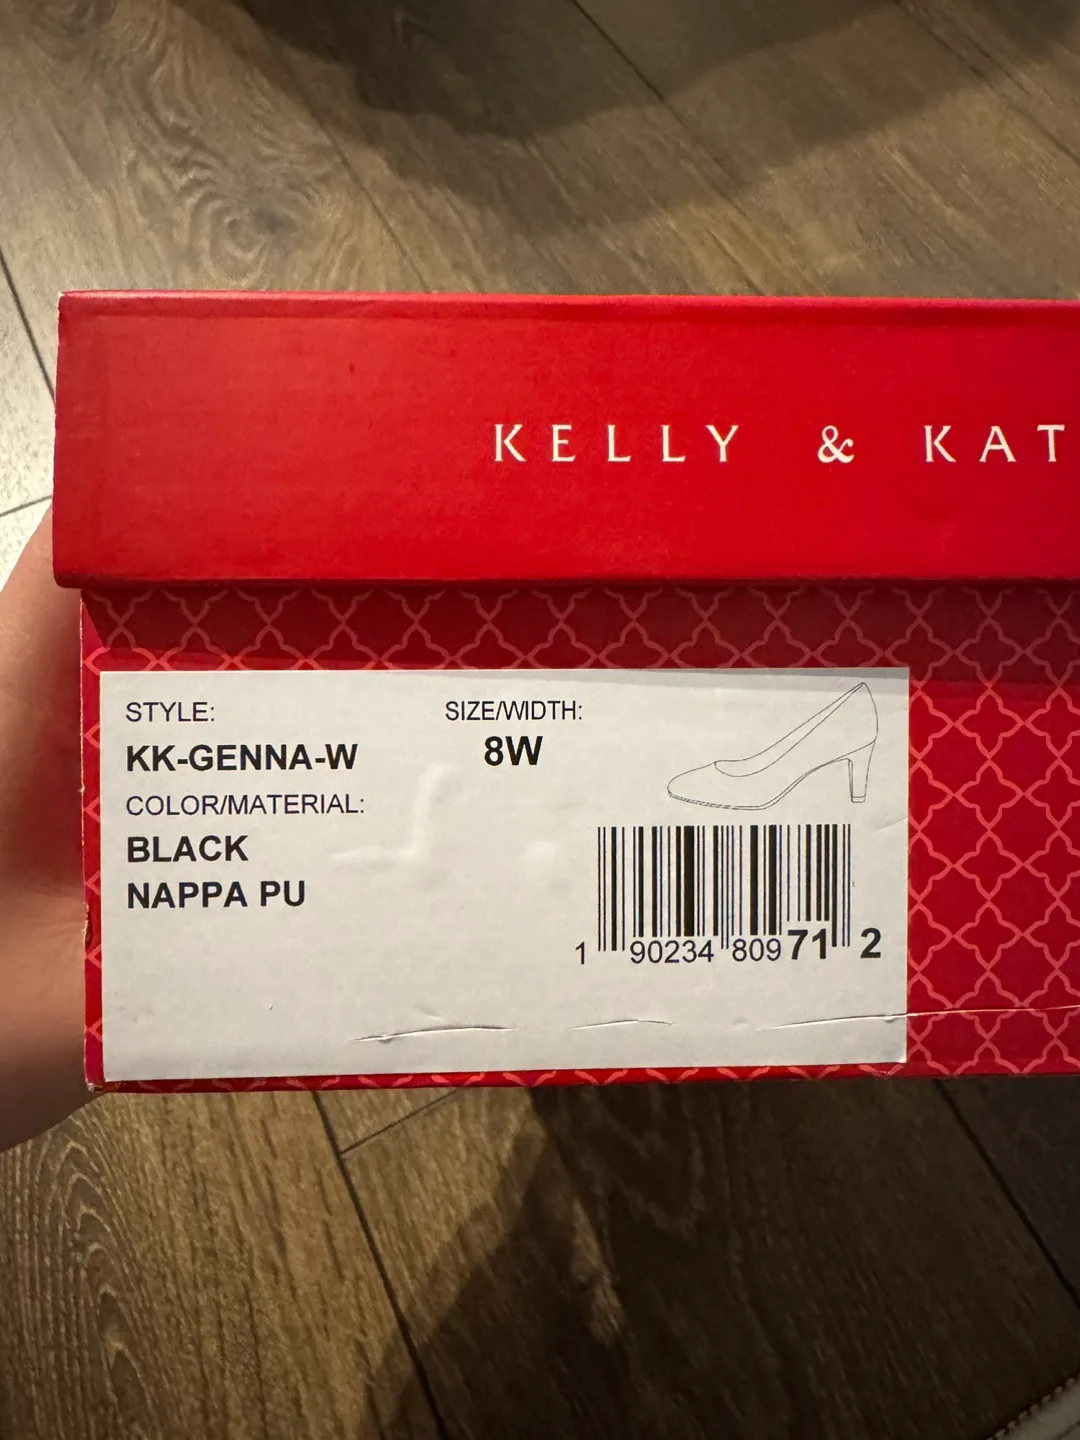 KELLY & KAT
STYLE:
SIZE/WIDTH:
KK-GENNA-W
8W
COLOR/MATERIAL:
BLACK
NAPPA PU
1 90234 80971 2